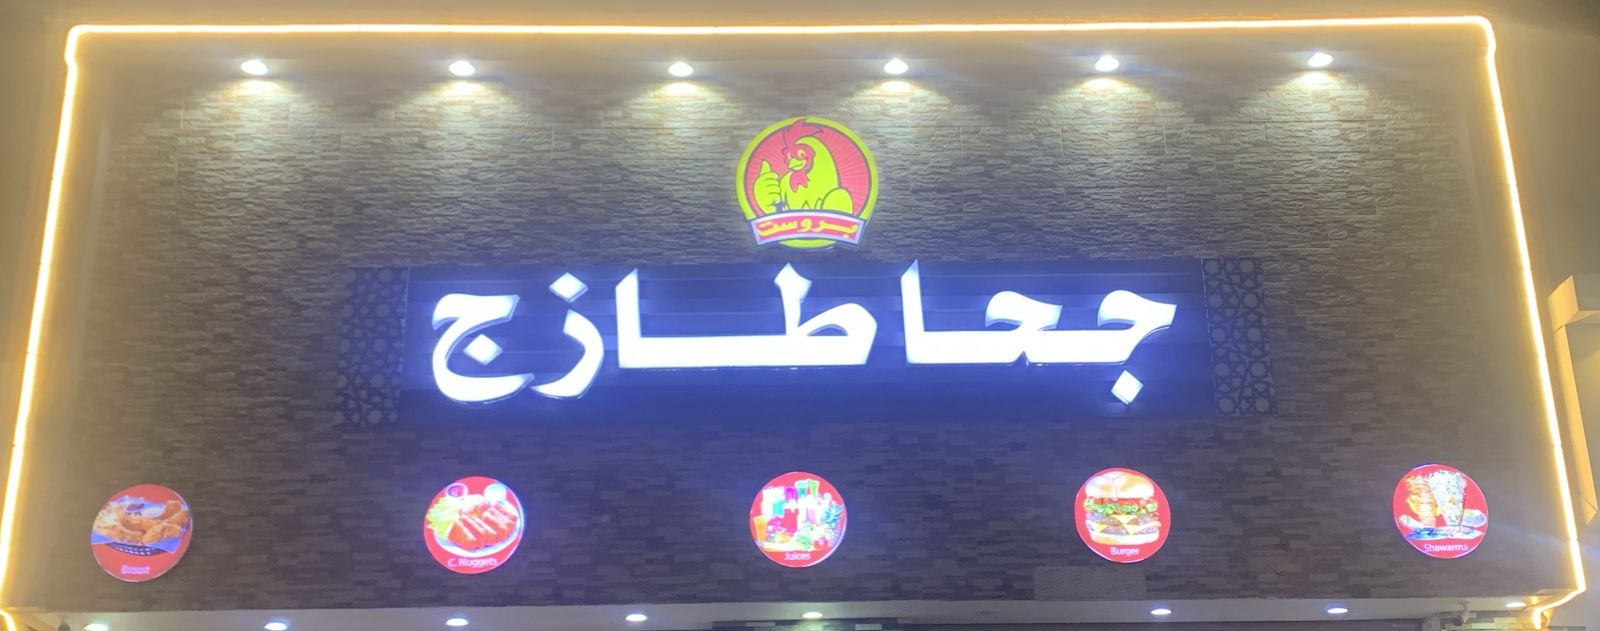 بروست
جحا طازج
Broast
C. Nuggets
Juices
Burger
Shawarma